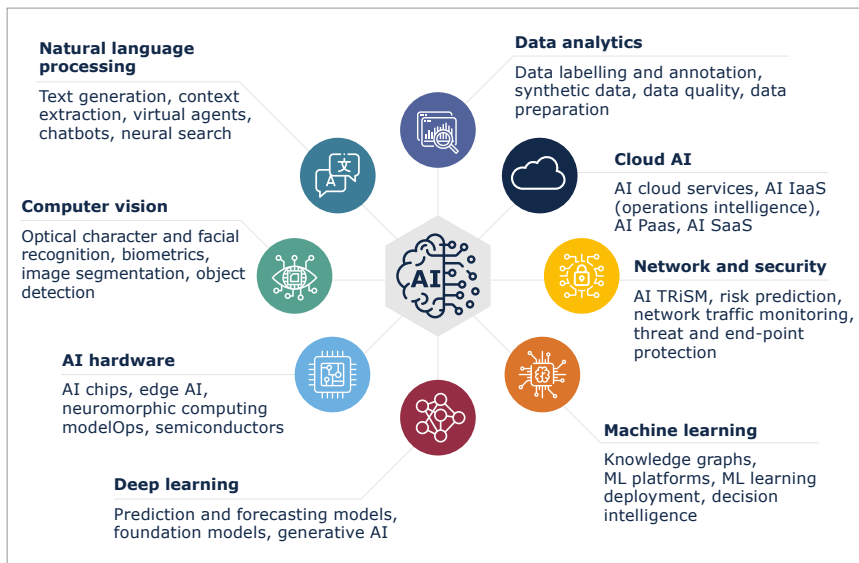 Natural language
processing
Text generation, context
extraction, virtual agents,
chatbots, neural search
Data analytics
Data labelling and annotation,
synthetic data, data quality, data
preparation
文
A
Cloud AI
AI cloud services, AI IaaS
(operations intelligence),
AI Paas, AI SaaS
Computer vision
Optical character and facial
recognition, biometrics,
image segmentation, object
detection
AI
Network and security
AI TRiSM, risk prediction,
network traffic monitoring,
threat and end-point
protection
AI hardware
AI chips, edge AI,
neuromorphic computing
modelOps, semiconductors
Machine learning
Knowledge graphs,
ML platforms, ML learning
deployment, decision
intelligence
Deep learning
Prediction and forecasting models,
foundation models, generative AI